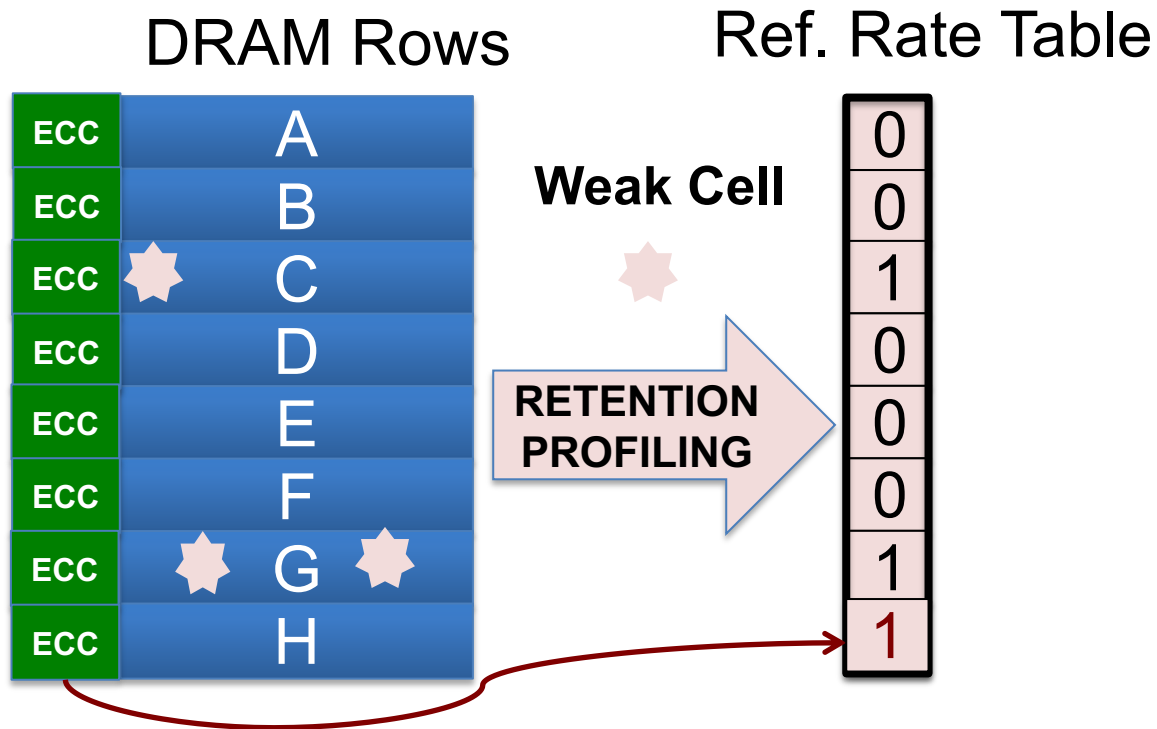 DRAM Rows
Ref. Rate Table
ECC A
ECC B
ECC C
ECC D
ECC E
ECC F
ECC G
ECC H
Weak Cell
RETENTION
PROFILING
0
0
1
0
0
0
1
1